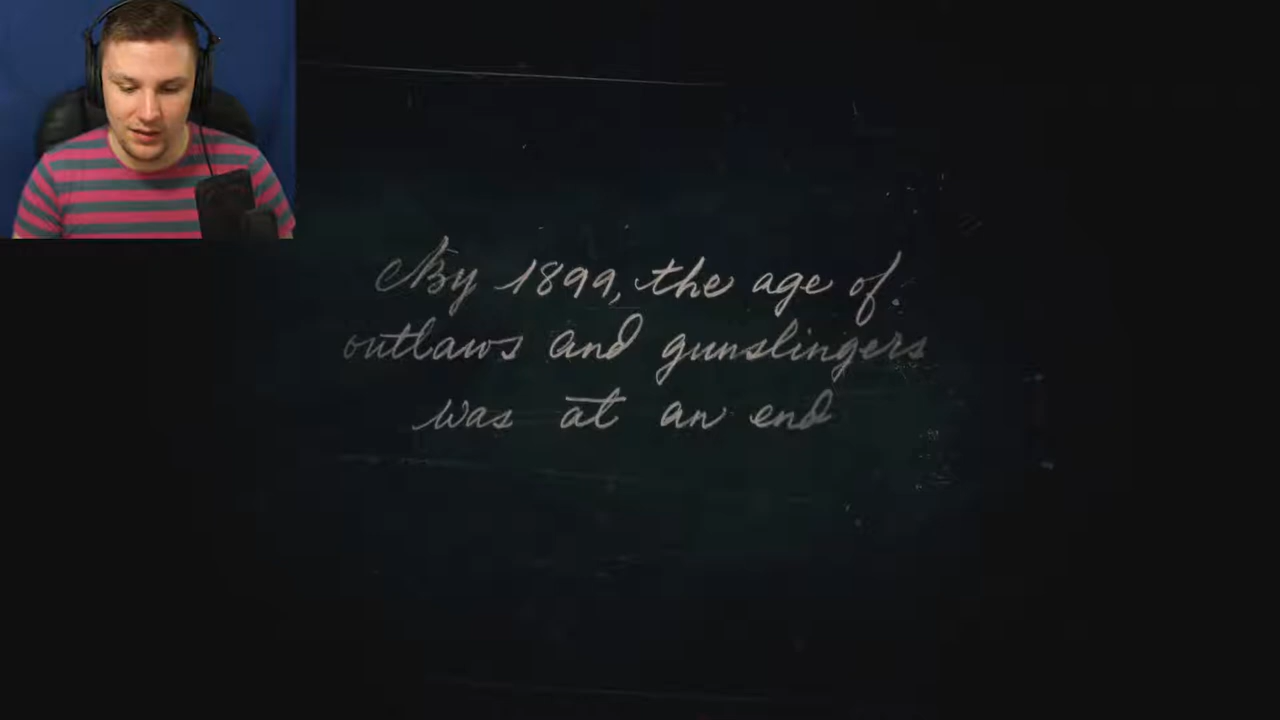 By 1899, the age of
outlaws and gunslingers
was at an end